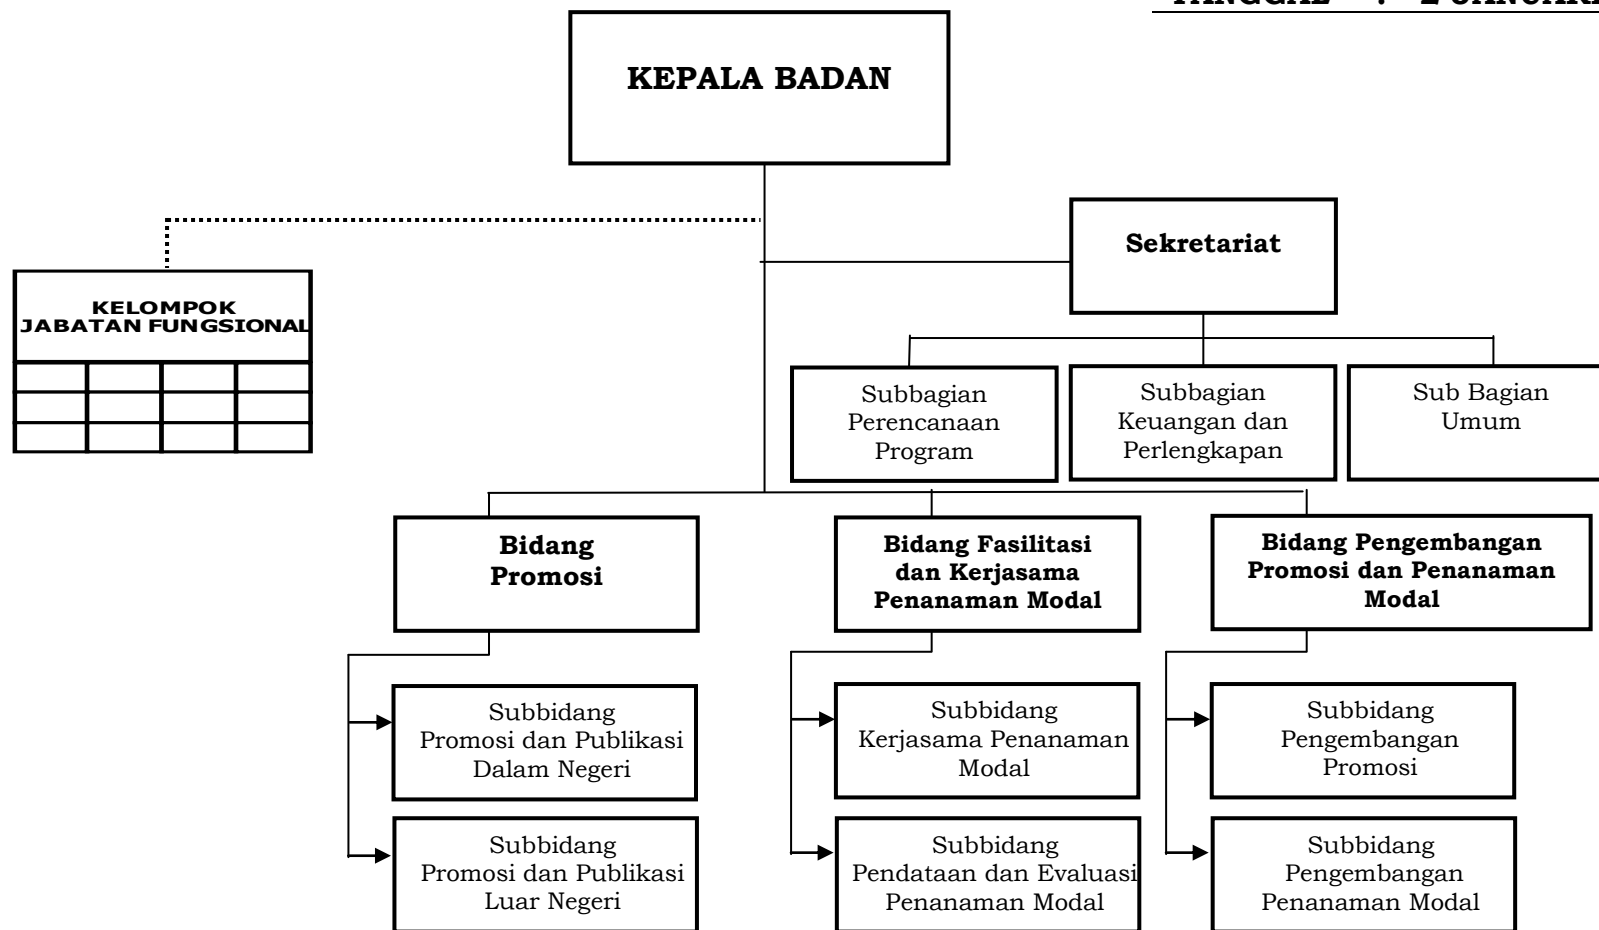 TANGGAL : 2 JANUARI
KEPALA BADAN
Sekretariat
KELOMPOK
JABATAN FUNGSIONAL
Subbagian
Perencanaan
Program
Subbagian
Keuangan dan
Perlengkapan
Sub Bagian
Umum
Bidang
Promosi
Bidang Fasilitasi
dan Kerjasama
Penanaman Modal
Bidang Pengembangan
Promosi dan Penanaman
Modal
Subbidang
Promosi dan Publikasi
Dalam Negeri
Subbidang
Kerjasama Penanaman
Modal
Subbidang
Pengembangan
Promosi
Subbidang
Promosi dan Publikasi
Luar Negeri
Subbidang
Pendataan dan Evaluasi
Penanaman Modal
Subbidang
Pengembangan
Penanaman Modal